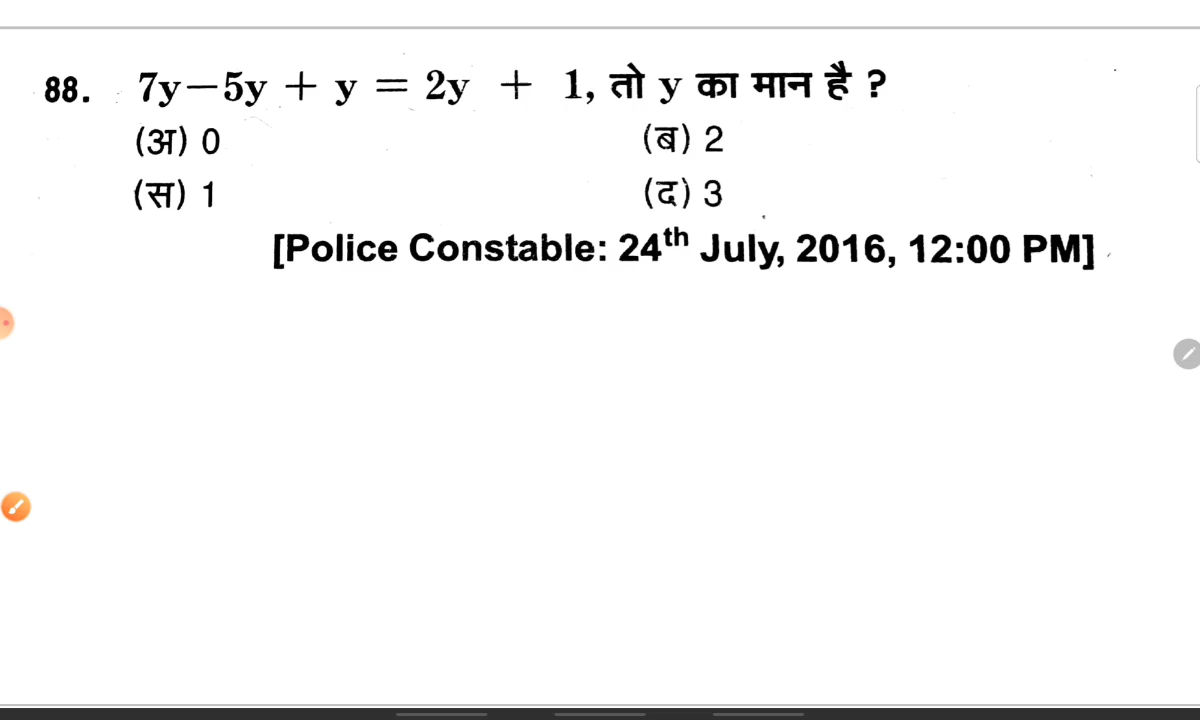 88. 7y−5y + y = 2y + 1, तो y का मान है ?
(अ) 0 (ब) 2
(स) 1 (द) 3
[Police Constable: 24th July, 2016, 12:00 PM]